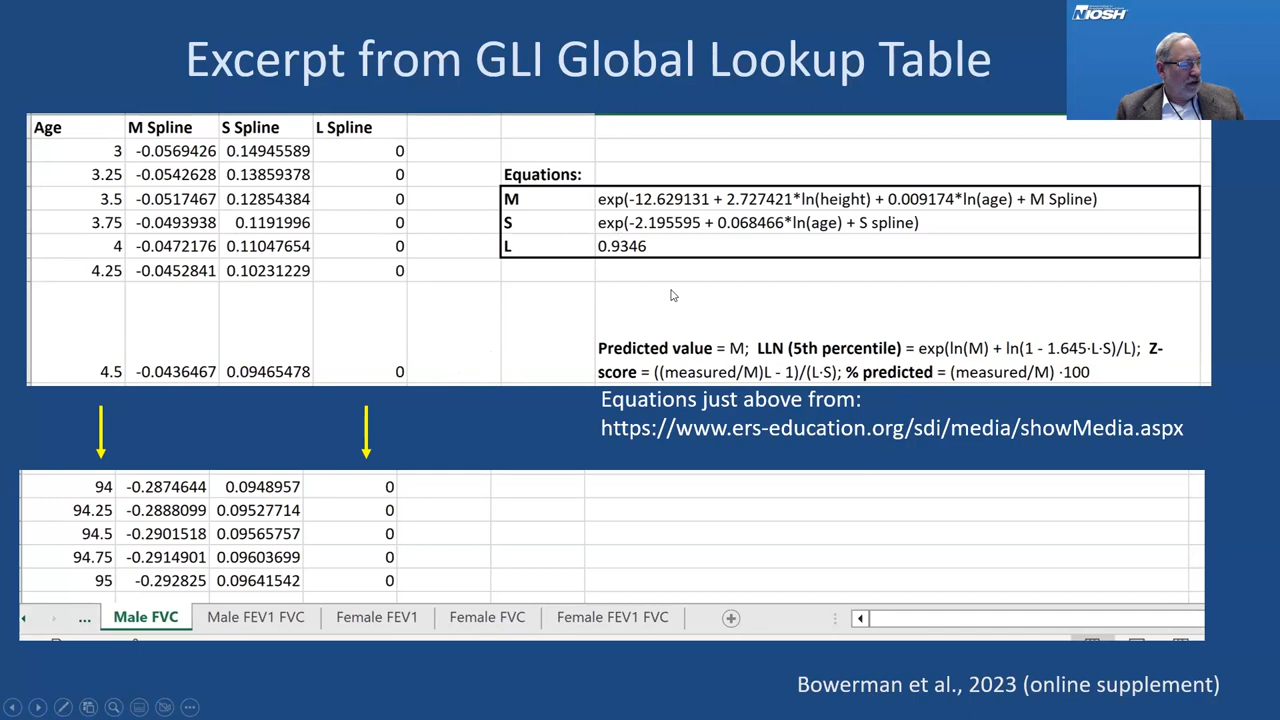 NIOSH
Excerpt from GLI Global Lookup Table
Age M Spline S Spline L Spline
3 -0.0569426 0.14945589 0
3.25 -0.0542628 0.13859378 0 Equations:
3.5 -0.0517467 0.12854384 0 M exp(-12.629131 + 2.727421*ln(height) + 0.009174*ln(age) + M Spline)
3.75 -0.0493938 0.1191996 0 S exp(-2.195595 + 0.068466*ln(age) + S spline)
4 -0.0472176 0.11047654 0 L 0.9346
4.25 -0.0452841 0.10231229 0
Predicted value = M; LLN (5th percentile) = exp(ln(M) + ln(1 - 1.645·L·S)/L); Z-
4.5 -0.0436467 0.09465478 0 score = ((measured/M)L - 1)/(L·S); % predicted = (measured/M) ·100
Equations just above from:
https://www.ers-education.org/sdi/media/showMedia.aspx
94 -0.2874644 0.0948957 0
94.25 -0.2888099 0.09527714 0
94.5 -0.2901518 0.09565757 0
94.75 -0.2914901 0.09603699 0
95 -0.292825 0.09641542 0
... Male FVC Male FEV1 FVC Female FEV1 Female FVC Female FEV1 FVC
Bowerman et al., 2023 (online supplement)